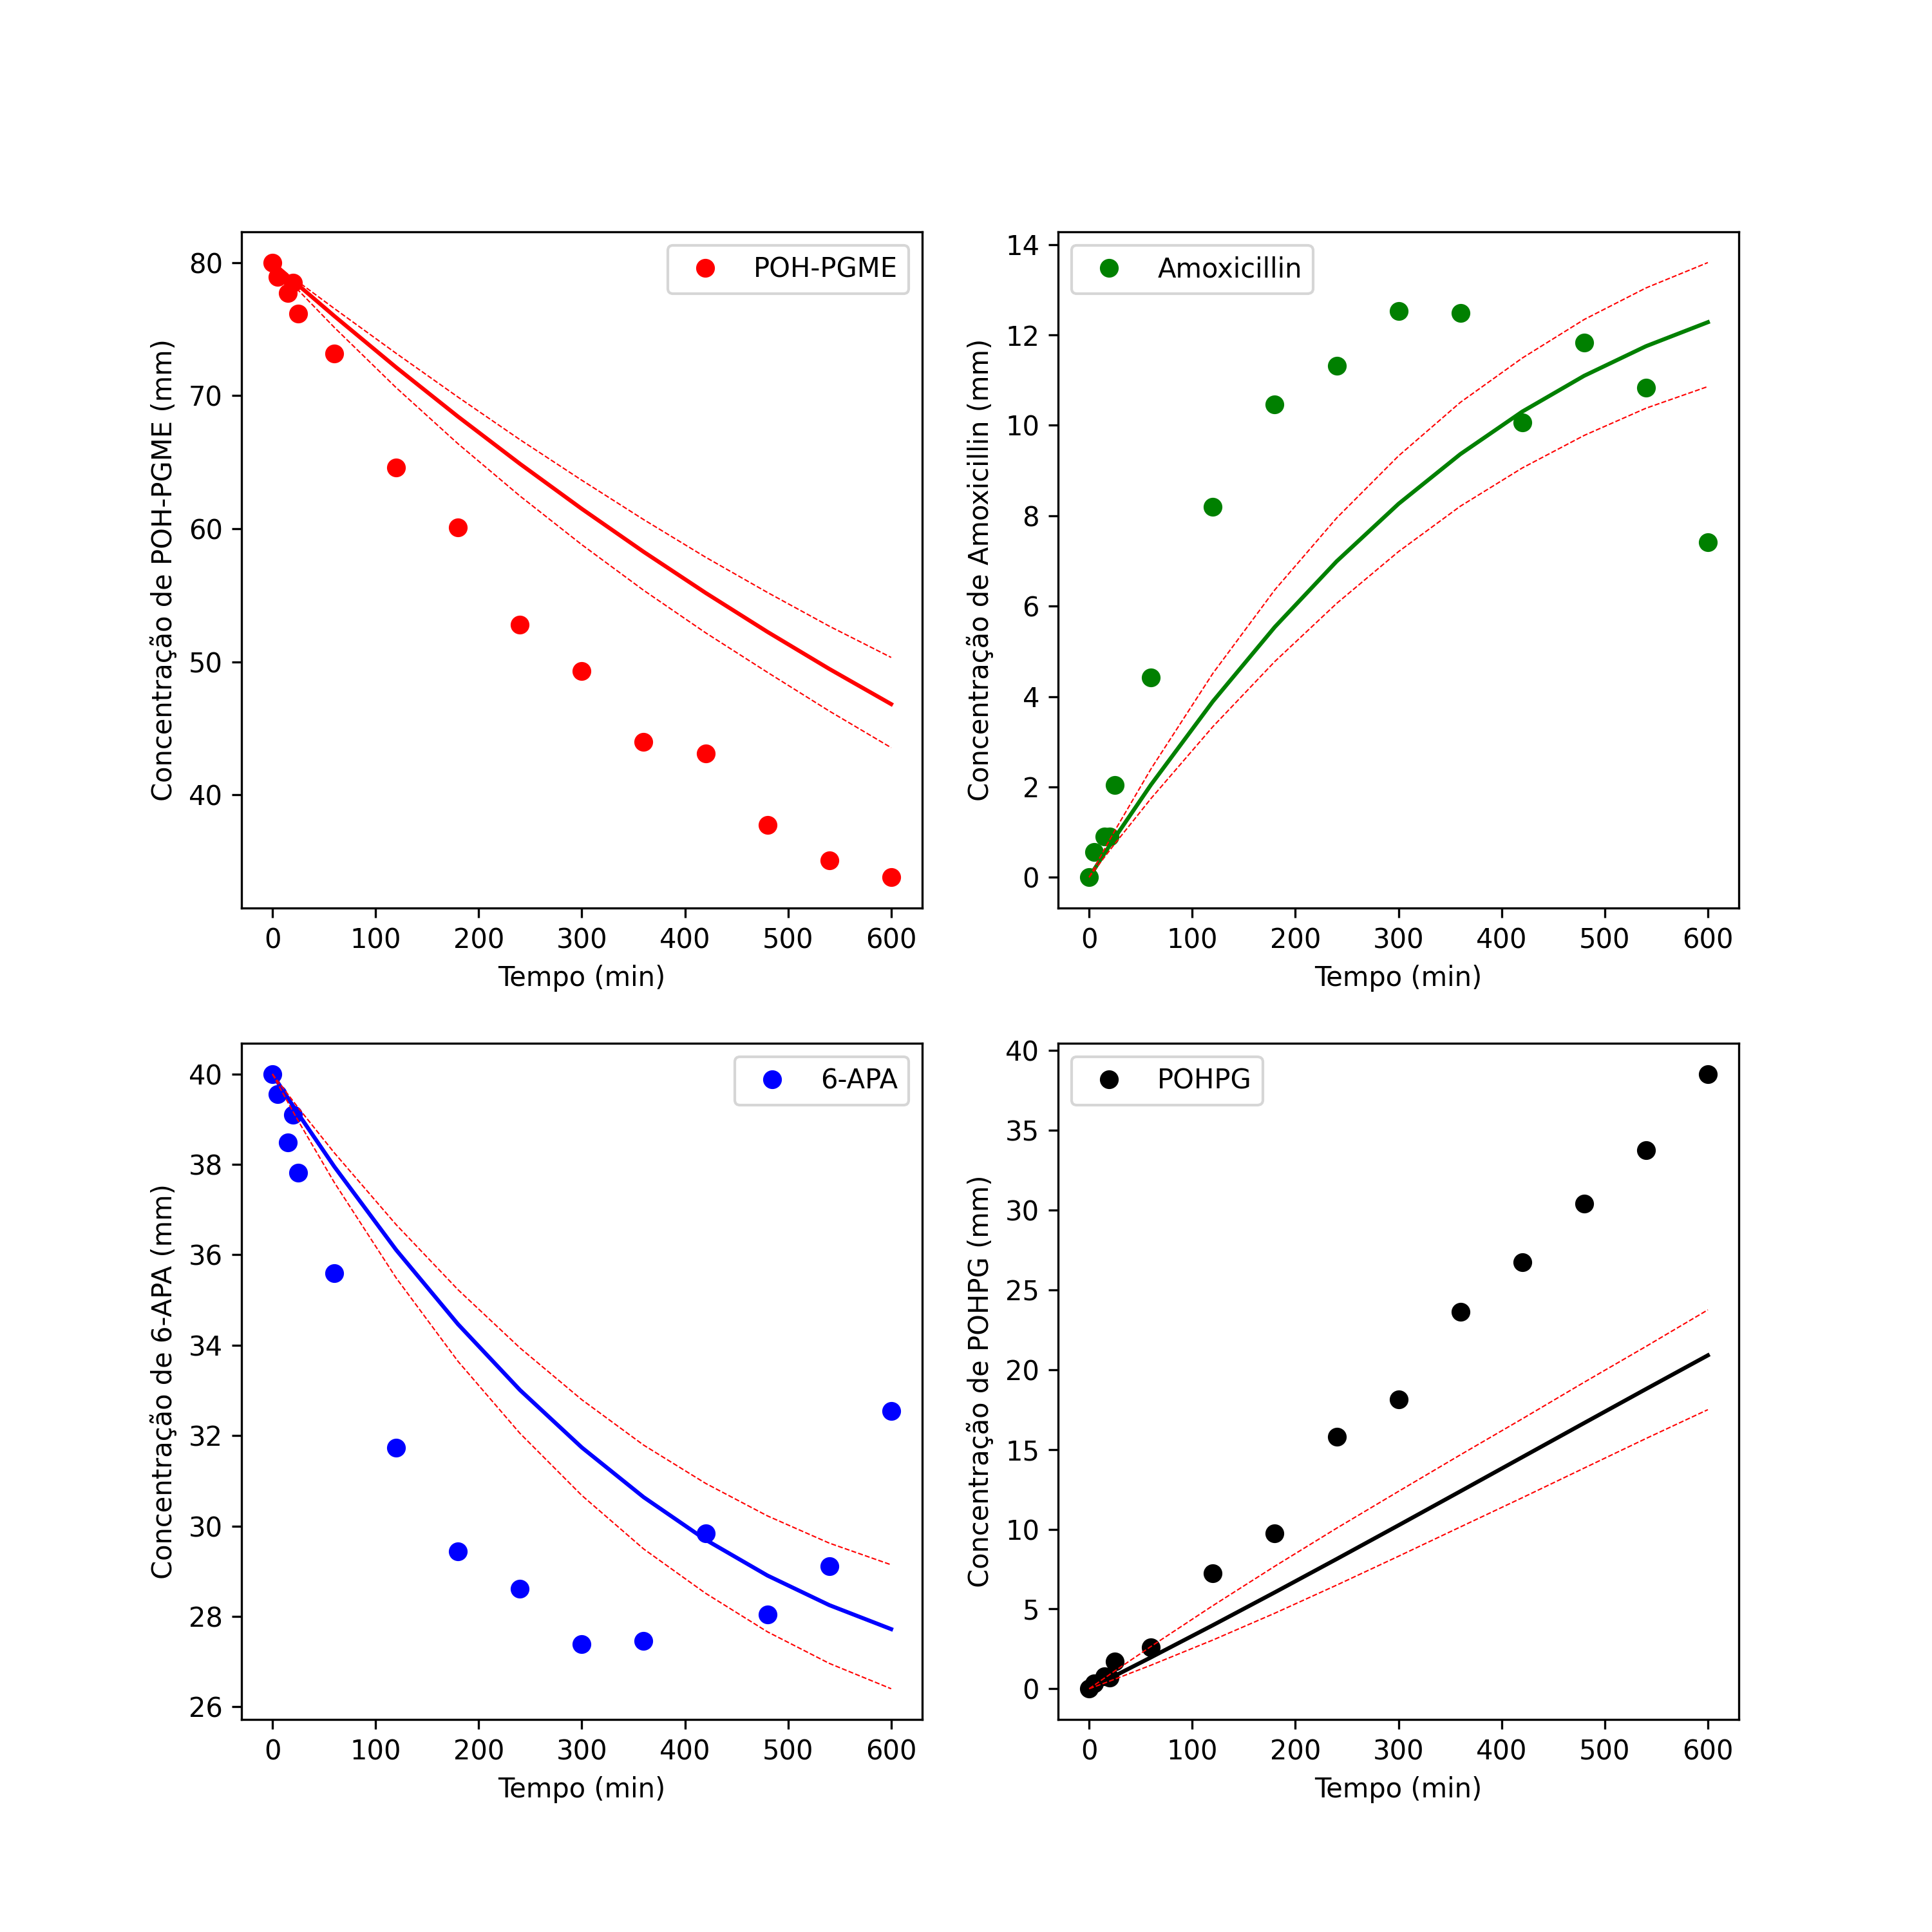 POH-PGME
80
70
60
50
40
Concentração de POH-PGME (mm)
0 100 200 300 400 500 600
Tempo (min)
Amoxicillin
14
12
10
8
6
4
2
0
Concentração de Amoxicillin (mm)
0 100 200 300 400 500 600
Tempo (min)
6-APA
40
38
36
34
32
30
28
26
Concentração de 6-APA (mm)
0 100 200 300 400 500 600
Tempo (min)
POHPG
40
35
30
25
20
15
10
5
0
Concentração de POHPG (mm)
0 100 200 300 400 500 600
Tempo (min)